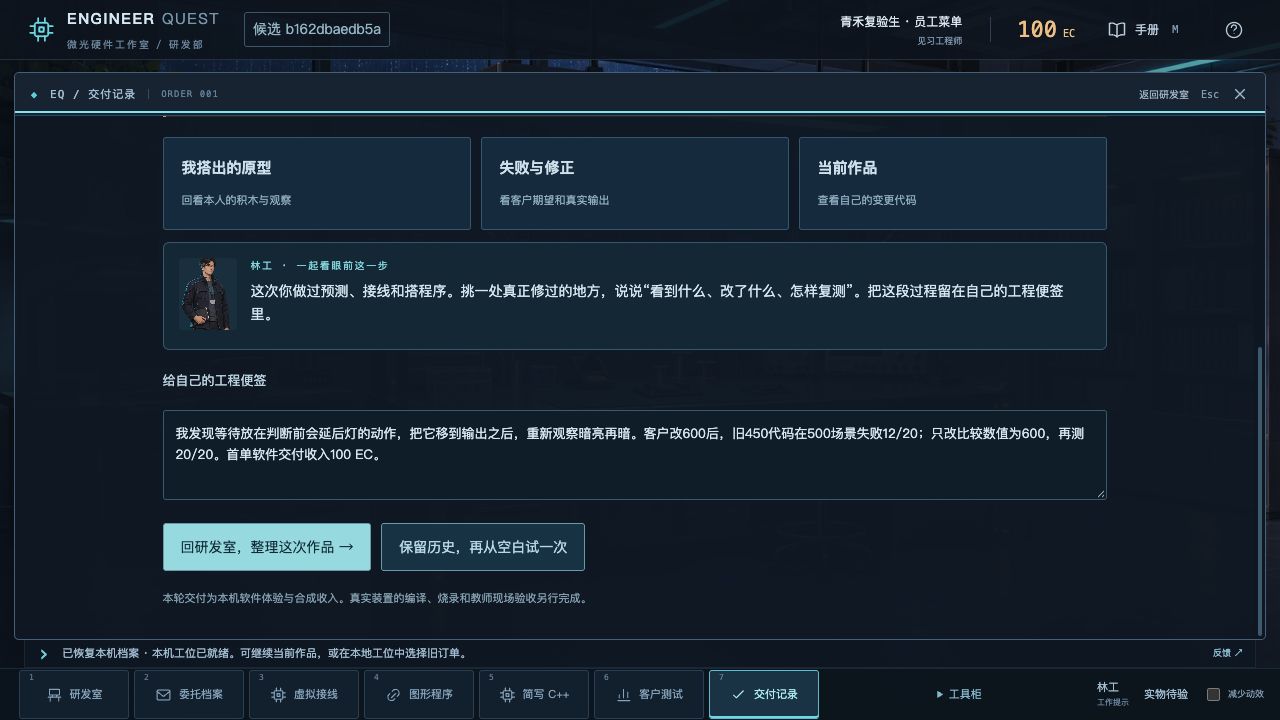 ENGINEER QUEST
微光硬件工作室 / 研发部
候选 b162dbaedb5a
青禾复验生 · 员工菜单
见习工程师
100 EC
手册 M
EQ / 交付记录
ORDER 001
返回研发室 Esc
我搭出的原型
回看本人的积木与观察
失败与修正
看客户期望和真实输出
当前作品
查看自己的变更代码
林工 · 一起看眼前这一步
这次你做过预测、接线和搭程序。挑一处真正修过的地方，说说“看到什么、改了什么、怎样复测”。把这段过程留在自己的工程便签
里。
给自己的工程便签
我发现等待放在判断前会延后灯的动作，把它移到输出之后，重新观察暗亮再暗。客户改600后，旧450代码在500场景失败12/20；只改比较数值为600，再测
20/20。首单软件交付收入100 EC。
回研发室，整理这次作品 →
保留历史，再从空白试一次
本轮交付为本机软件体验与合成收入。真实装置的编译、烧录和教师现场验收另行完成。
已恢复本机档案 · 本机工位已就绪。可继续当前作品，或在本地工位中选择旧订单。
反馈 ↗
1 研发室
2 委托档案
3 虚拟接线
4 图形程序
5 简写 C++
6 客户测试
7 交付记录
工具柜
林工
工作提示
实物待验
减少动效